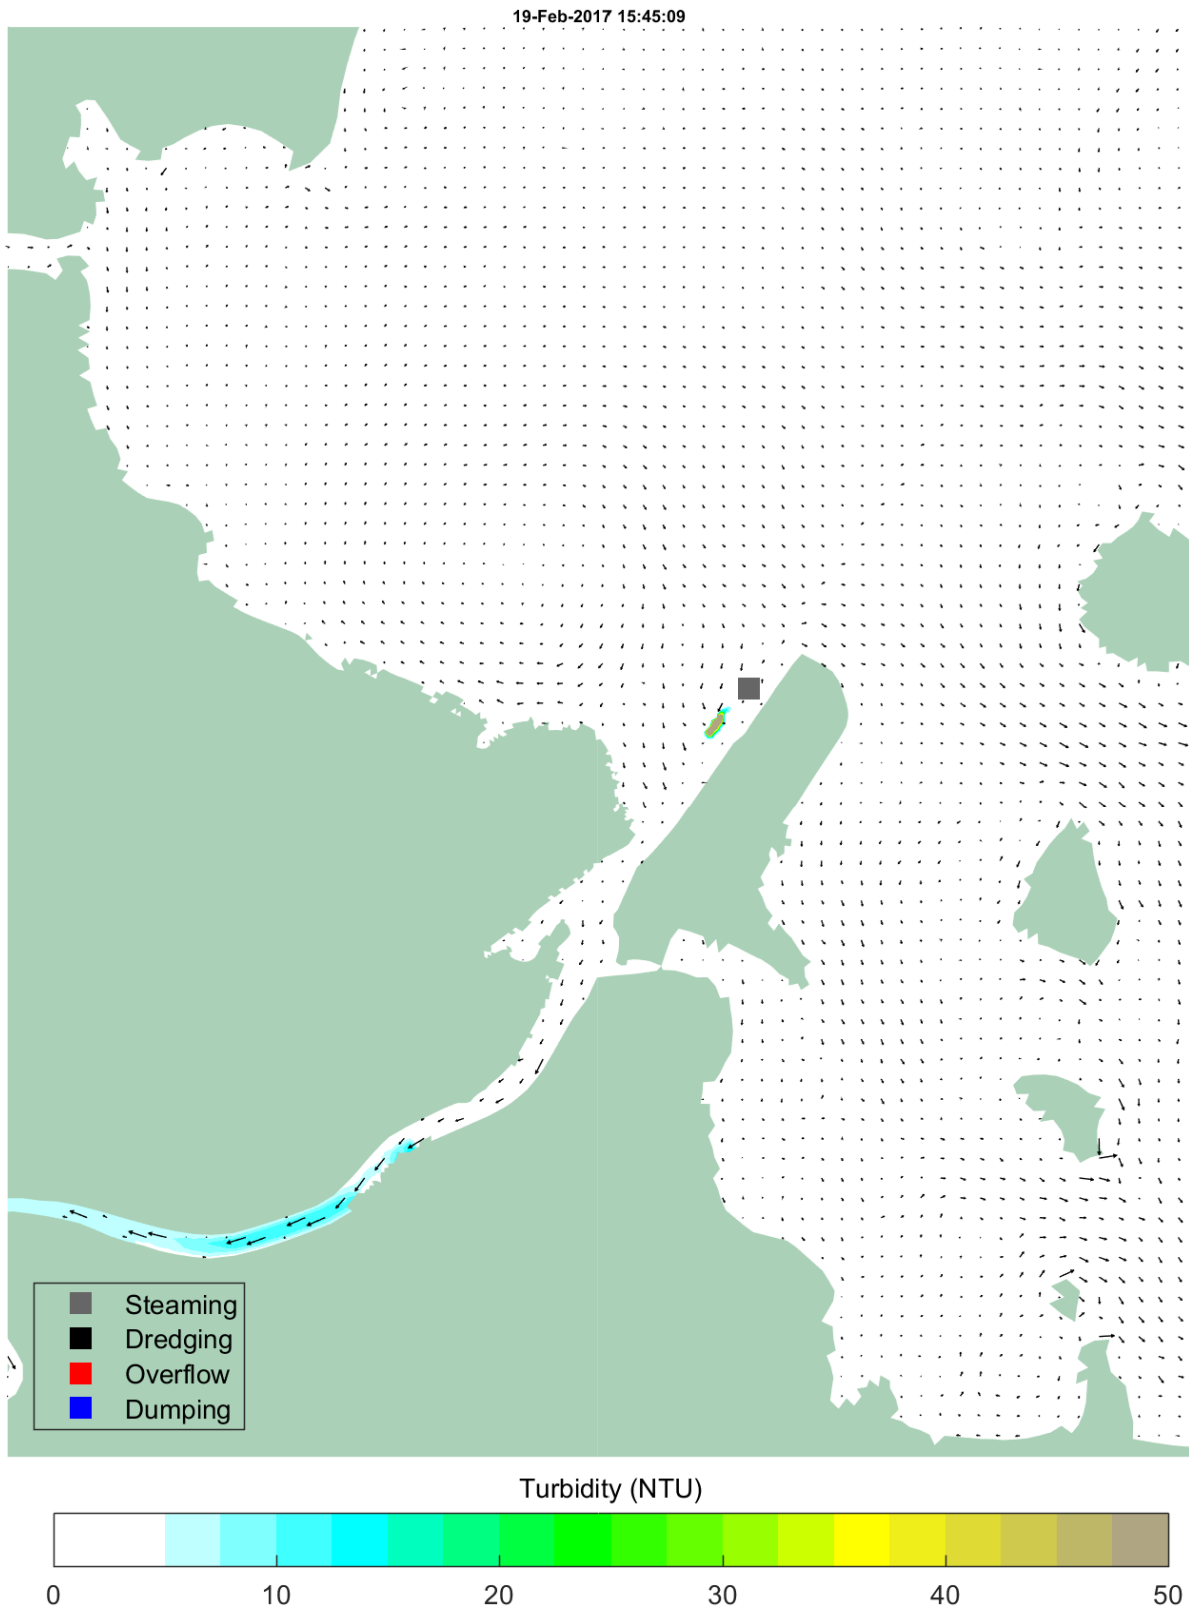 19-Feb-2017 15:45:09
Steaming
Dredging
Overflow
Dumping
Turbidity (NTU)
0 10 20 30 40 50